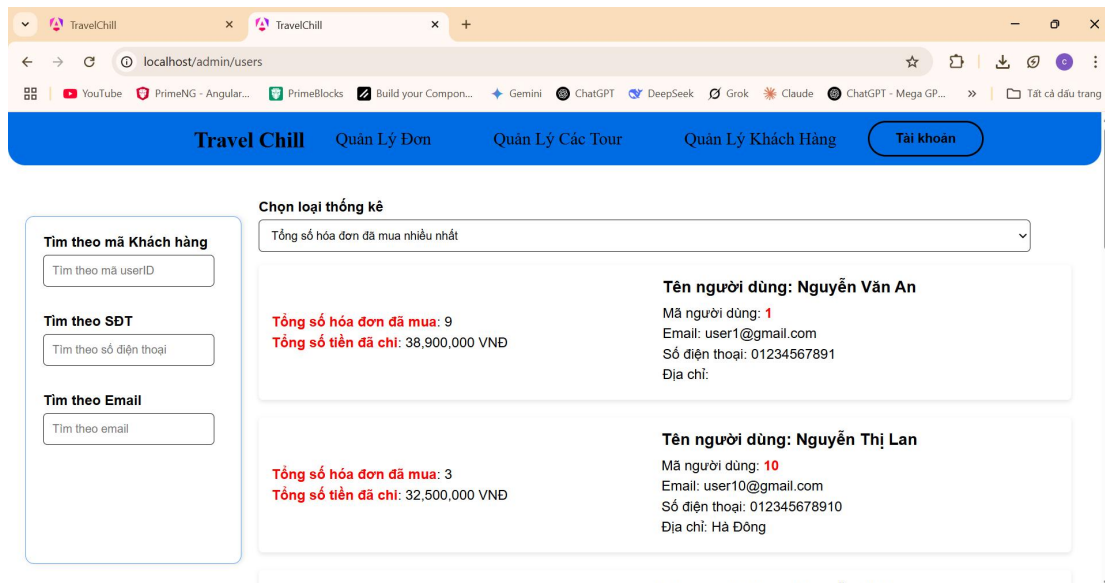 TravelChill
TravelChill
localhost/admin/users
YouTube
PrimeNG - Angular...
PrimeBlocks
Build your Compon...
Gemini
ChatGPT
DeepSeek
Grok
Claude
ChatGPT - Mega GP...
Tất cả dấu trang
Travel Chill
Quản Lý Đơn
Quản Lý Các Tour
Quản Lý Khách Hàng
Tài khoản
Tìm theo mã Khách hàng
Tìm theo mã userID
Tìm theo SĐT
Tìm theo số điện thoại
Tìm theo Email
Tìm theo email
Chọn loại thống kê
Tổng số hóa đơn đã mua nhiều nhất
Tổng số hóa đơn đã mua: 9
Tổng số tiền đã chi: 38,900,000 VNĐ
Tên người dùng: Nguyễn Văn An
Mã người dùng: 1
Email: user1@gmail.com
Số điện thoại: 01234567891
Địa chỉ:
Tổng số hóa đơn đã mua: 3
Tổng số tiền đã chi: 32,500,000 VNĐ
Tên người dùng: Nguyễn Thị Lan
Mã người dùng: 10
Email: user10@gmail.com
Số điện thoại: 012345678910
Địa chỉ: Hà Đông